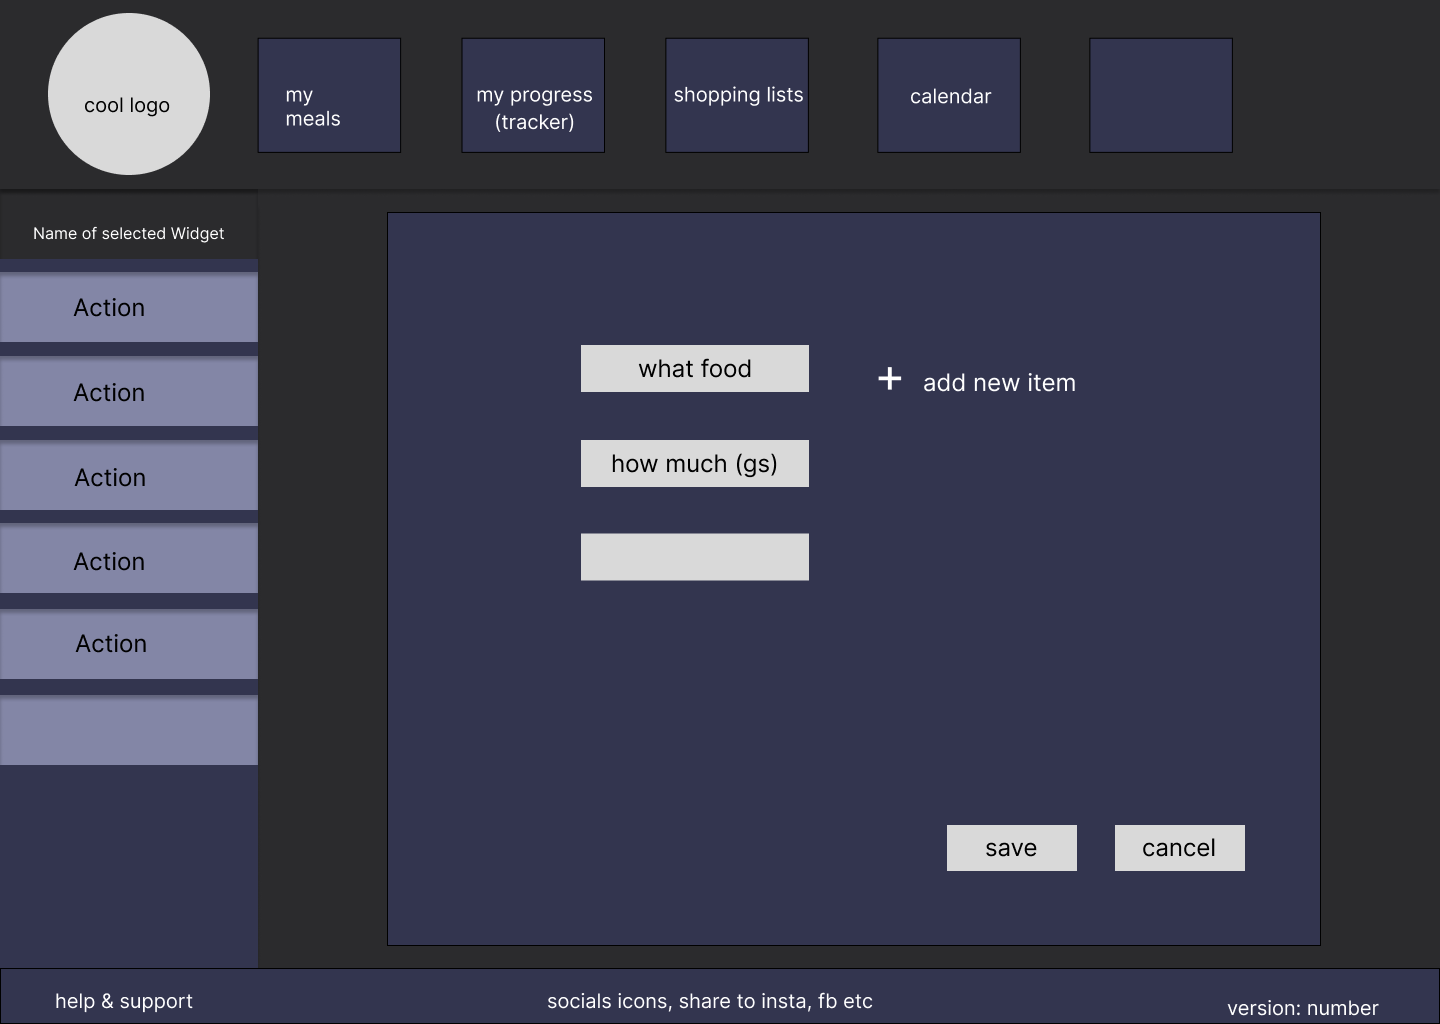 cool logo
my
meals
my progress
(tracker)
shopping lists
calendar
Name of selected Widget
Action
Action
Action
Action
Action
what food
+ add new item
how much (gs)
save
cancel
help & support
socials icons, share to insta, fb etc
version: number